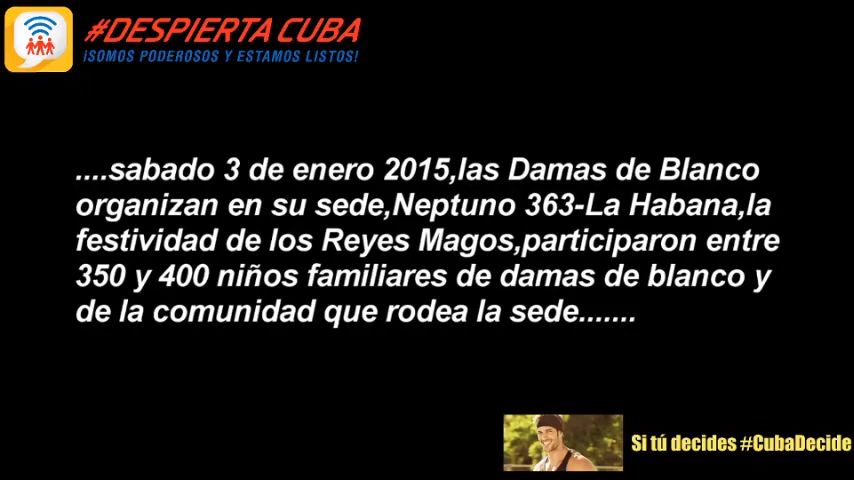 #DESPIERTA CUBA
¡SOMOS PODEROSOS Y ESTAMOS LISTOS!
....sabado 3 de enero 2015,las Damas de Blanco
organizan en su sede,Neptuno 363-La Habana,la
festividad de los Reyes Magos,participaron entre
350 y 400 niños familiares de damas de blanco y
de la comunidad que rodea la sede.......
Si tú decides #CubaDecide